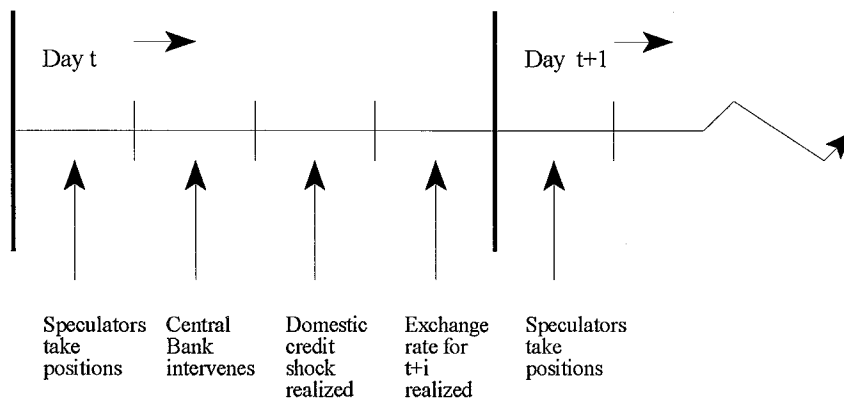 Day t
Day t+1
Speculators
take
positions
Central
Bank
intervenes
Domestic
credit
shock
realized
Exchange
rate for
t+i
realized
Speculators
take
positions